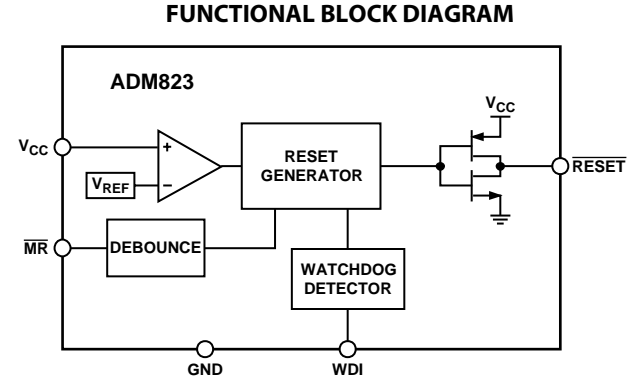 FUNCTIONAL BLOCK DIAGRAM
ADM823
VCC
VCC
+
RESET
GENERATOR
RESET
VREF
−
MR
DEBOUNCE
WATCHDOG
DETECTOR
GND
WDI